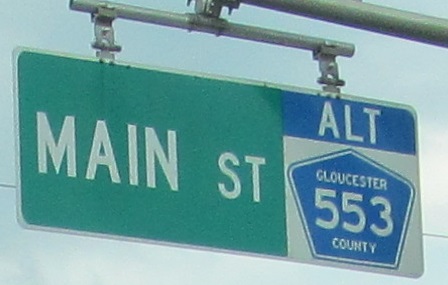 MAIN ST
ALT
GLOUCESTER
553
COUNTY